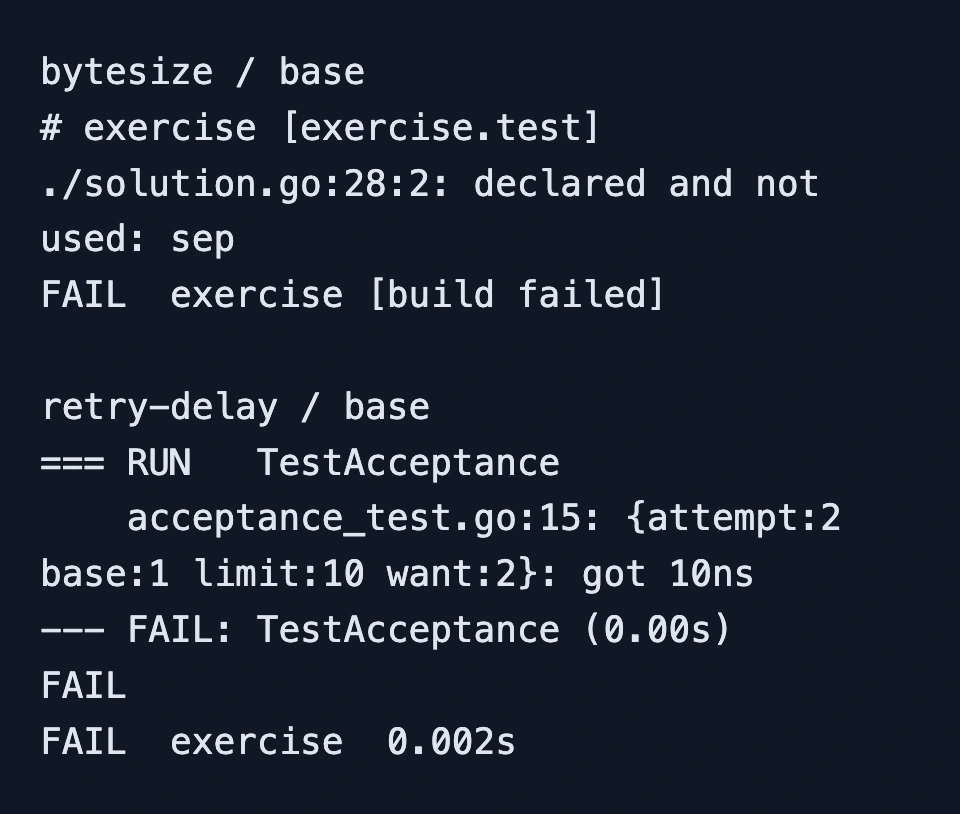 bytesize / base
# exercise [exercise.test]
./solution.go:28:2: declared and not
used: sep
FAIL  exercise [build failed]

retry-delay / base
=== RUN   TestAcceptance
    acceptance_test.go:15: {attempt:2
base:1 limit:10 want:2}: got 10ns
--- FAIL: TestAcceptance (0.00s)
FAIL
FAIL  exercise  0.002s